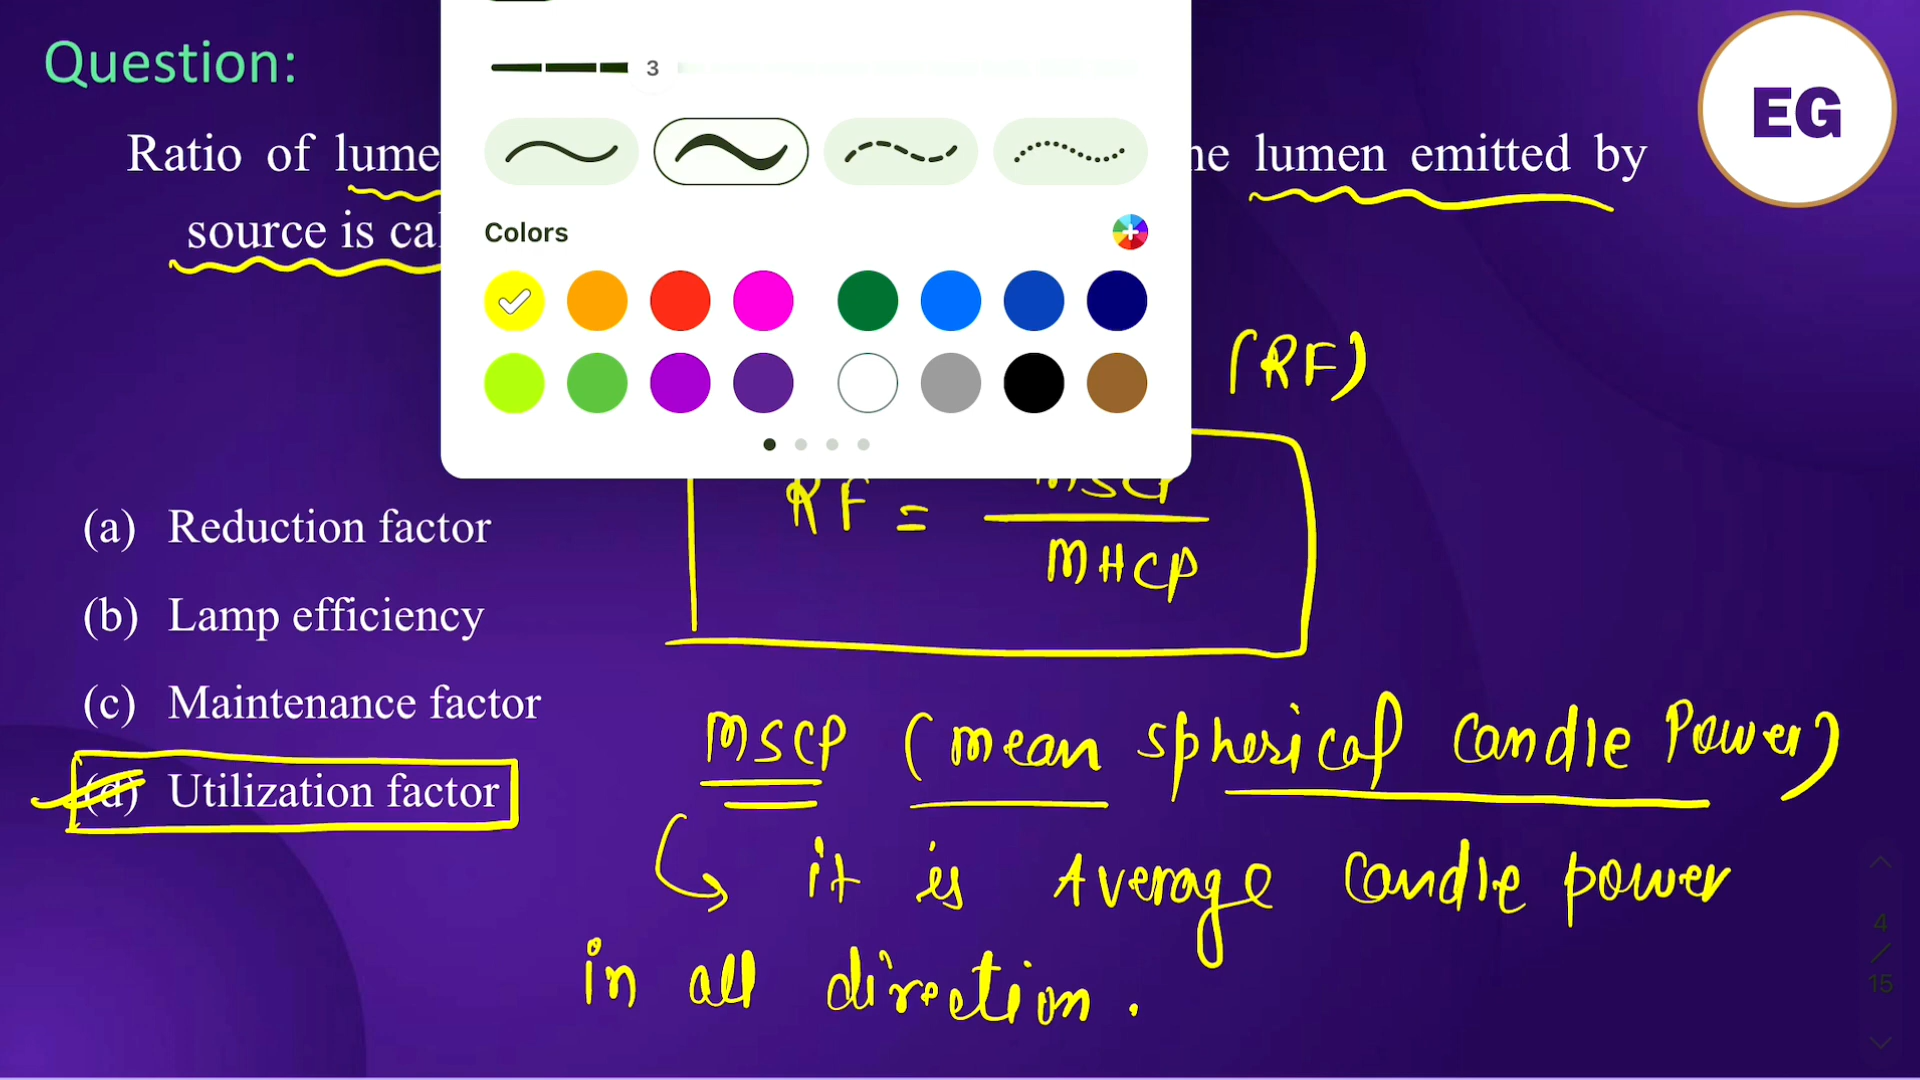 Question:
EG
3
Ratio of lume he lumen emitted by
source is cal
Colors
(RF)
RF = MSCP
MHCP
(a) Reduction factor
(b) Lamp efficiency
(c) Maintenance factor
(d) Utilization factor
MSCP (mean spherical candle Power)
it is Average candle power
in all direction.
4
/
15